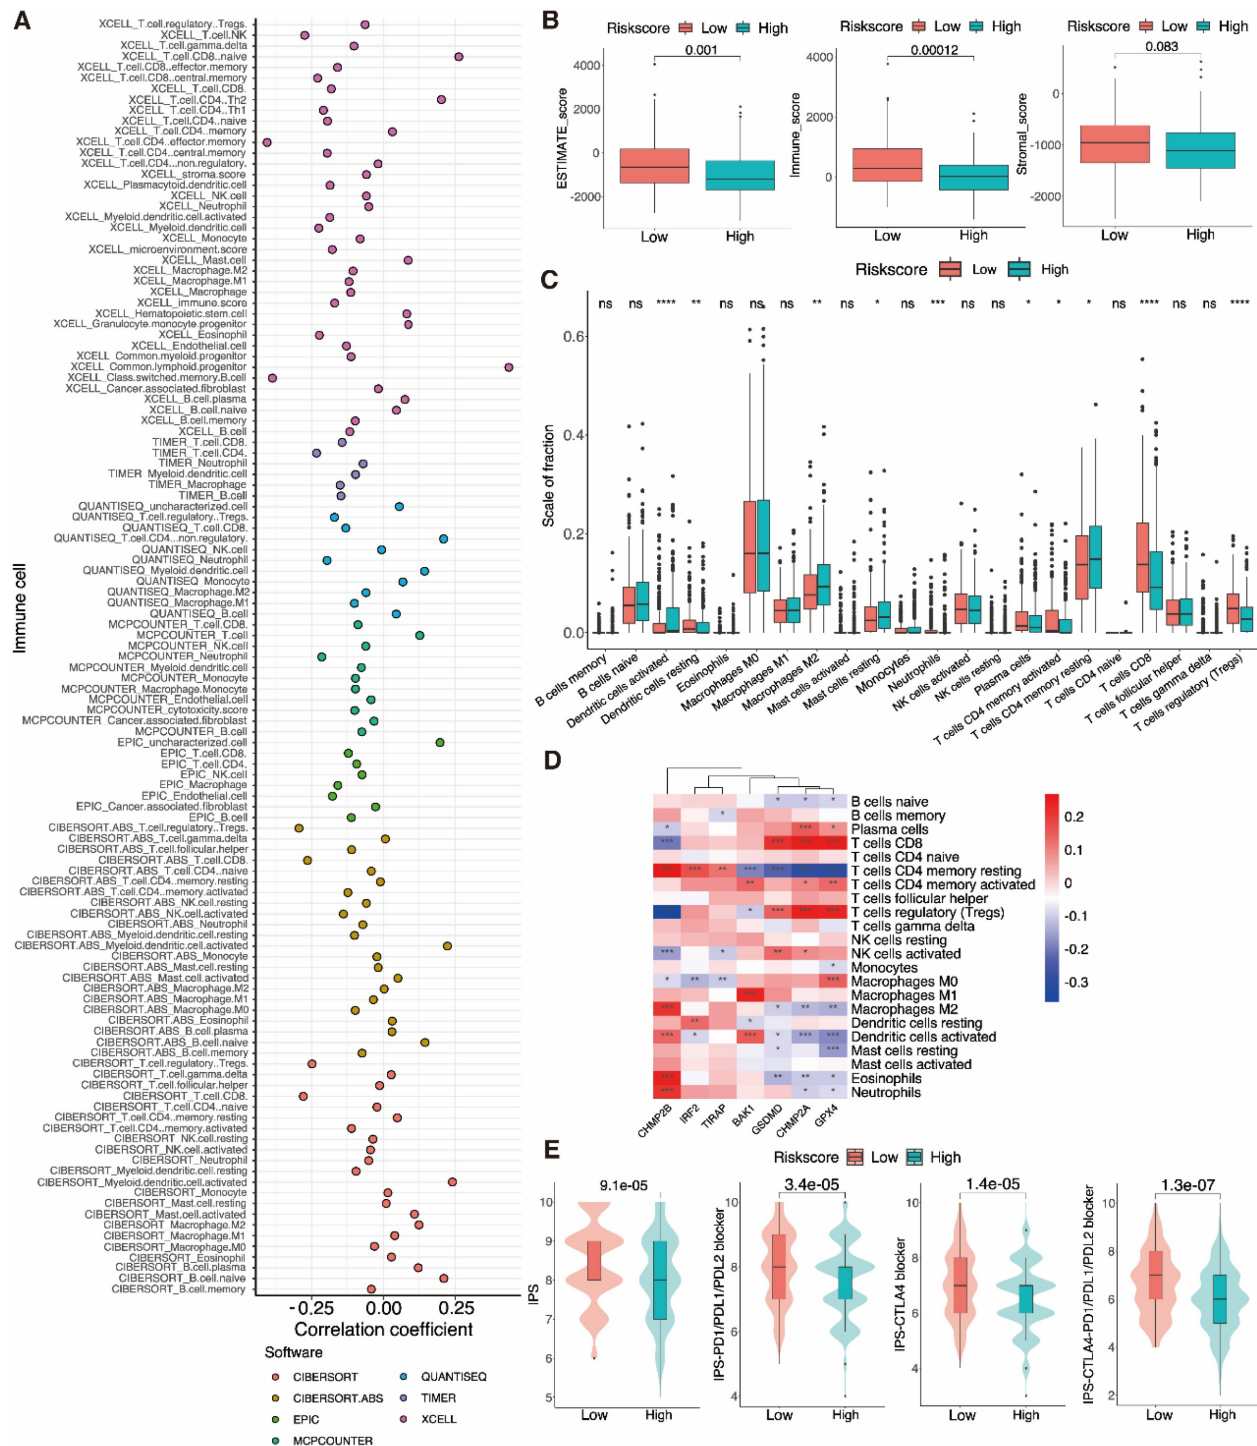 A
XCELL_T.cell.regulatory..Tregs.
XCELL_T.cell.NK
XCELL_T.cell.gamma.delta
XCELL_T.cell.CD8..naive
XCELL_T.cell.CD8..effector.memory
XCELL_T.cell.CD8..central.memory
XCELL_T.cell.CD8.
XCELL_T.cell.CD4..Th2
XCELL_T.cell.CD4..Th1
XCELL_T.cell.CD4..naive
XCELL_T.cell.CD4..memory
XCELL_T.cell.CD4..effector.memory
XCELL_T.cell.CD4..central.memory
XCELL_T.cell.CD4...non.regulatory.
XCELL_stroma.score
XCELL_Plasmacytoid.dendritic.cell
XCELL_NK.cell
XCELL_Neutrophil
XCELL_Myeloid.dendritic.cell.activated
XCELL_Myeloid.dendritic.cell
XCELL_Monocyte
XCELL_microenvironment.score
XCELL_Mast.cell
XCELL_Macrophage.M2
XCELL_Macrophage.M1
XCELL_Macrophage
XCELL_immune.score
XCELL_Hematopoietic.stem.cell
XCELL_Granulocyte.monocyte.progenitor
XCELL_Eosinophil
XCELL_Endothelial.cell
XCELL_Common.myeloid.progenitor
XCELL_Common.lymphoid.progenitor
XCELL_Class.switched.memory.B.cell
XCELL_Cancer.associated.fibroblast
XCELL_B.cell.plasma
XCELL_B.cell.naive
XCELL_B.cell.memory
XCELL_B.cell
TIMER_T.cell.CD8.
TIMER_T.cell.CD4.
TIMER_Neutrophil
TIMER_Myeloid.dendritic.cell
TIMER_Macrophage
TIMER_B.cell
QUANTISEQ_uncharacterized.cell
QUANTISEQ_T.cell.regulatory..Tregs.
QUANTISEQ_T.cell.CD8.
QUANTISEQ_T.cell.CD4...non.regulatory.
QUANTISEQ_NK.cell
QUANTISEQ_Neutrophil
QUANTISEQ_Myeloid.dendritic.cell
QUANTISEQ_Monocyte
QUANTISEQ_Macrophage.M2
QUANTISEQ_Macrophage.M1
QUANTISEQ_B.cell
MCPCOUNTER_T.cell.CD8.
MCPCOUNTER_T.cell
MCPCOUNTER_NK.cell
MCPCOUNTER_Neutrophil
MCPCOUNTER_Myeloid.dendritic.cell
MCPCOUNTER_Monocyte
MCPCOUNTER_Macrophage.Monocyte
MCPCOUNTER_Endothelial.cell
MCPCOUNTER_cytotoxicity.score
MCPCOUNTER_Cancer.associated.fibroblast
MCPCOUNTER_B.cell
EPIC_uncharacterized.cell
EPIC_T.cell.CD8.
EPIC_T.cell.CD4.
EPIC_NK.cell
EPIC_Macrophage
EPIC_Endothelial.cell
EPIC_Cancer.associated.fibroblast
EPIC_B.cell
CIBERSORT.ABS_T.cell.regulatory..Tregs.
CIBERSORT.ABS_T.cell.gamma.delta
CIBERSORT.ABS_T.cell.follicular.helper
CIBERSORT.ABS_T.cell.CD8.
CIBERSORT.ABS_T.cell.CD4..naive
CIBERSORT.ABS_T.cell.CD4..memory.resting
CIBERSORT.ABS_T.cell.CD4..memory.activated
CIBERSORT.ABS_NK.cell.resting
CIBERSORT.ABS_NK.cell.activated
CIBERSORT.ABS_Neutrophil
CIBERSORT.ABS_Myeloid.dendritic.cell.resting
CIBERSORT.ABS_Myeloid.dendritic.cell.activated
CIBERSORT.ABS_Monocyte
CIBERSORT.ABS_Mast.cell.resting
CIBERSORT.ABS_Mast.cell.activated
CIBERSORT.ABS_Macrophage.M2
CIBERSORT.ABS_Macrophage.M1
CIBERSORT.ABS_Macrophage.M0
CIBERSORT.ABS_Eosinophil
CIBERSORT.ABS_B.cell.plasma
CIBERSORT.ABS_B.cell.naive
CIBERSORT.ABS_B.cell.memory
CIBERSORT_T.cell.regulatory..Tregs.
CIBERSORT_T.cell.gamma.delta
CIBERSORT_T.cell.follicular.helper
CIBERSORT_T.cell.CD8.
CIBERSORT_T.cell.CD4..naive
CIBERSORT_T.cell.CD4..memory.resting
CIBERSORT_T.cell.CD4..memory.activated
CIBERSORT_NK.cell.resting
CIBERSORT_NK.cell.activated
CIBERSORT_Neutrophil
CIBERSORT_Myeloid.dendritic.cell.resting
CIBERSORT_Myeloid.dendritic.cell.activated
CIBERSORT_Monocyte
CIBERSORT_Mast.cell.resting
CIBERSORT_Mast.cell.activated
CIBERSORT_Macrophage.M2
CIBERSORT_Macrophage.M1
CIBERSORT_Macrophage.M0
CIBERSORT_Eosinophil
CIBERSORT_B.cell.plasma
CIBERSORT_B.cell.naive
CIBERSORT_B.cell.memory
Immune cell
-0.25 0.00 0.25
Correlation coefficient
Software
CIBERSORT QUANTISEQ
CIBERSORT.ABS TIMER
EPIC XCELL
MCPCOUNTER
B
Riskscore Low High
0.001
ESTIMATE_score
4000
2000
0
-2000
Low High
Riskscore Low High
0.00012
Immune_score
4000
2000
0
Low High
Riskscore Low High
0.083
Stromal_score
0
-1000
-2000
Low High
C
Riskscore Low High
ns ns **** ** ns ns ns ** ns * ns *** ns ns * * * ns **** ns ns ****
Scale of fraction
0.6
0.4
0.2
0.0
B cells memory
B cells naive
Dendritic cells activated
Dendritic cells resting
Eosinophils
Macrophages M0
Macrophages M1
Macrophages M2
Mast cells activated
Mast cells resting
Monocytes
Neutrophils
NK cells activated
NK cells resting
Plasma cells
T cells CD4 memory activated
T cells CD4 memory resting
T cells CD4 naive
T cells CD8
T cells follicular helper
T cells gamma delta
T cells regulatory (Tregs)
D
B cells naive
B cells memory
Plasma cells
T cells CD8
T cells CD4 naive
T cells CD4 memory resting
T cells CD4 memory activated
T cells follicular helper
T cells regulatory (Tregs)
T cells gamma delta
NK cells resting
NK cells activated
Monocytes
Macrophages M0
Macrophages M1
Macrophages M2
Dendritic cells resting
Dendritic cells activated
Mast cells resting
Mast cells activated
Eosinophils
Neutrophils
CHMP2B
IRF2
TIRAP
BAK1
GSDMD
CHMP2A
GPX4
0.2
0.1
0
-0.1
-0.2
-0.3
E
Riskscore Low High
9.1e-05
IPS
10
9
8
7
6
5
Low High
3.4e-05
IPS-PD1/PDL1/PDL2 blocker
10
8
6
4
Low High
1.4e-05
IPS-CTLA4 blocker
10
8
6
4
Low High
1.3e-07
IPS-CTLA4-PD1/PDL1/PDL2 blocker
10
8
6
4
2
Low High